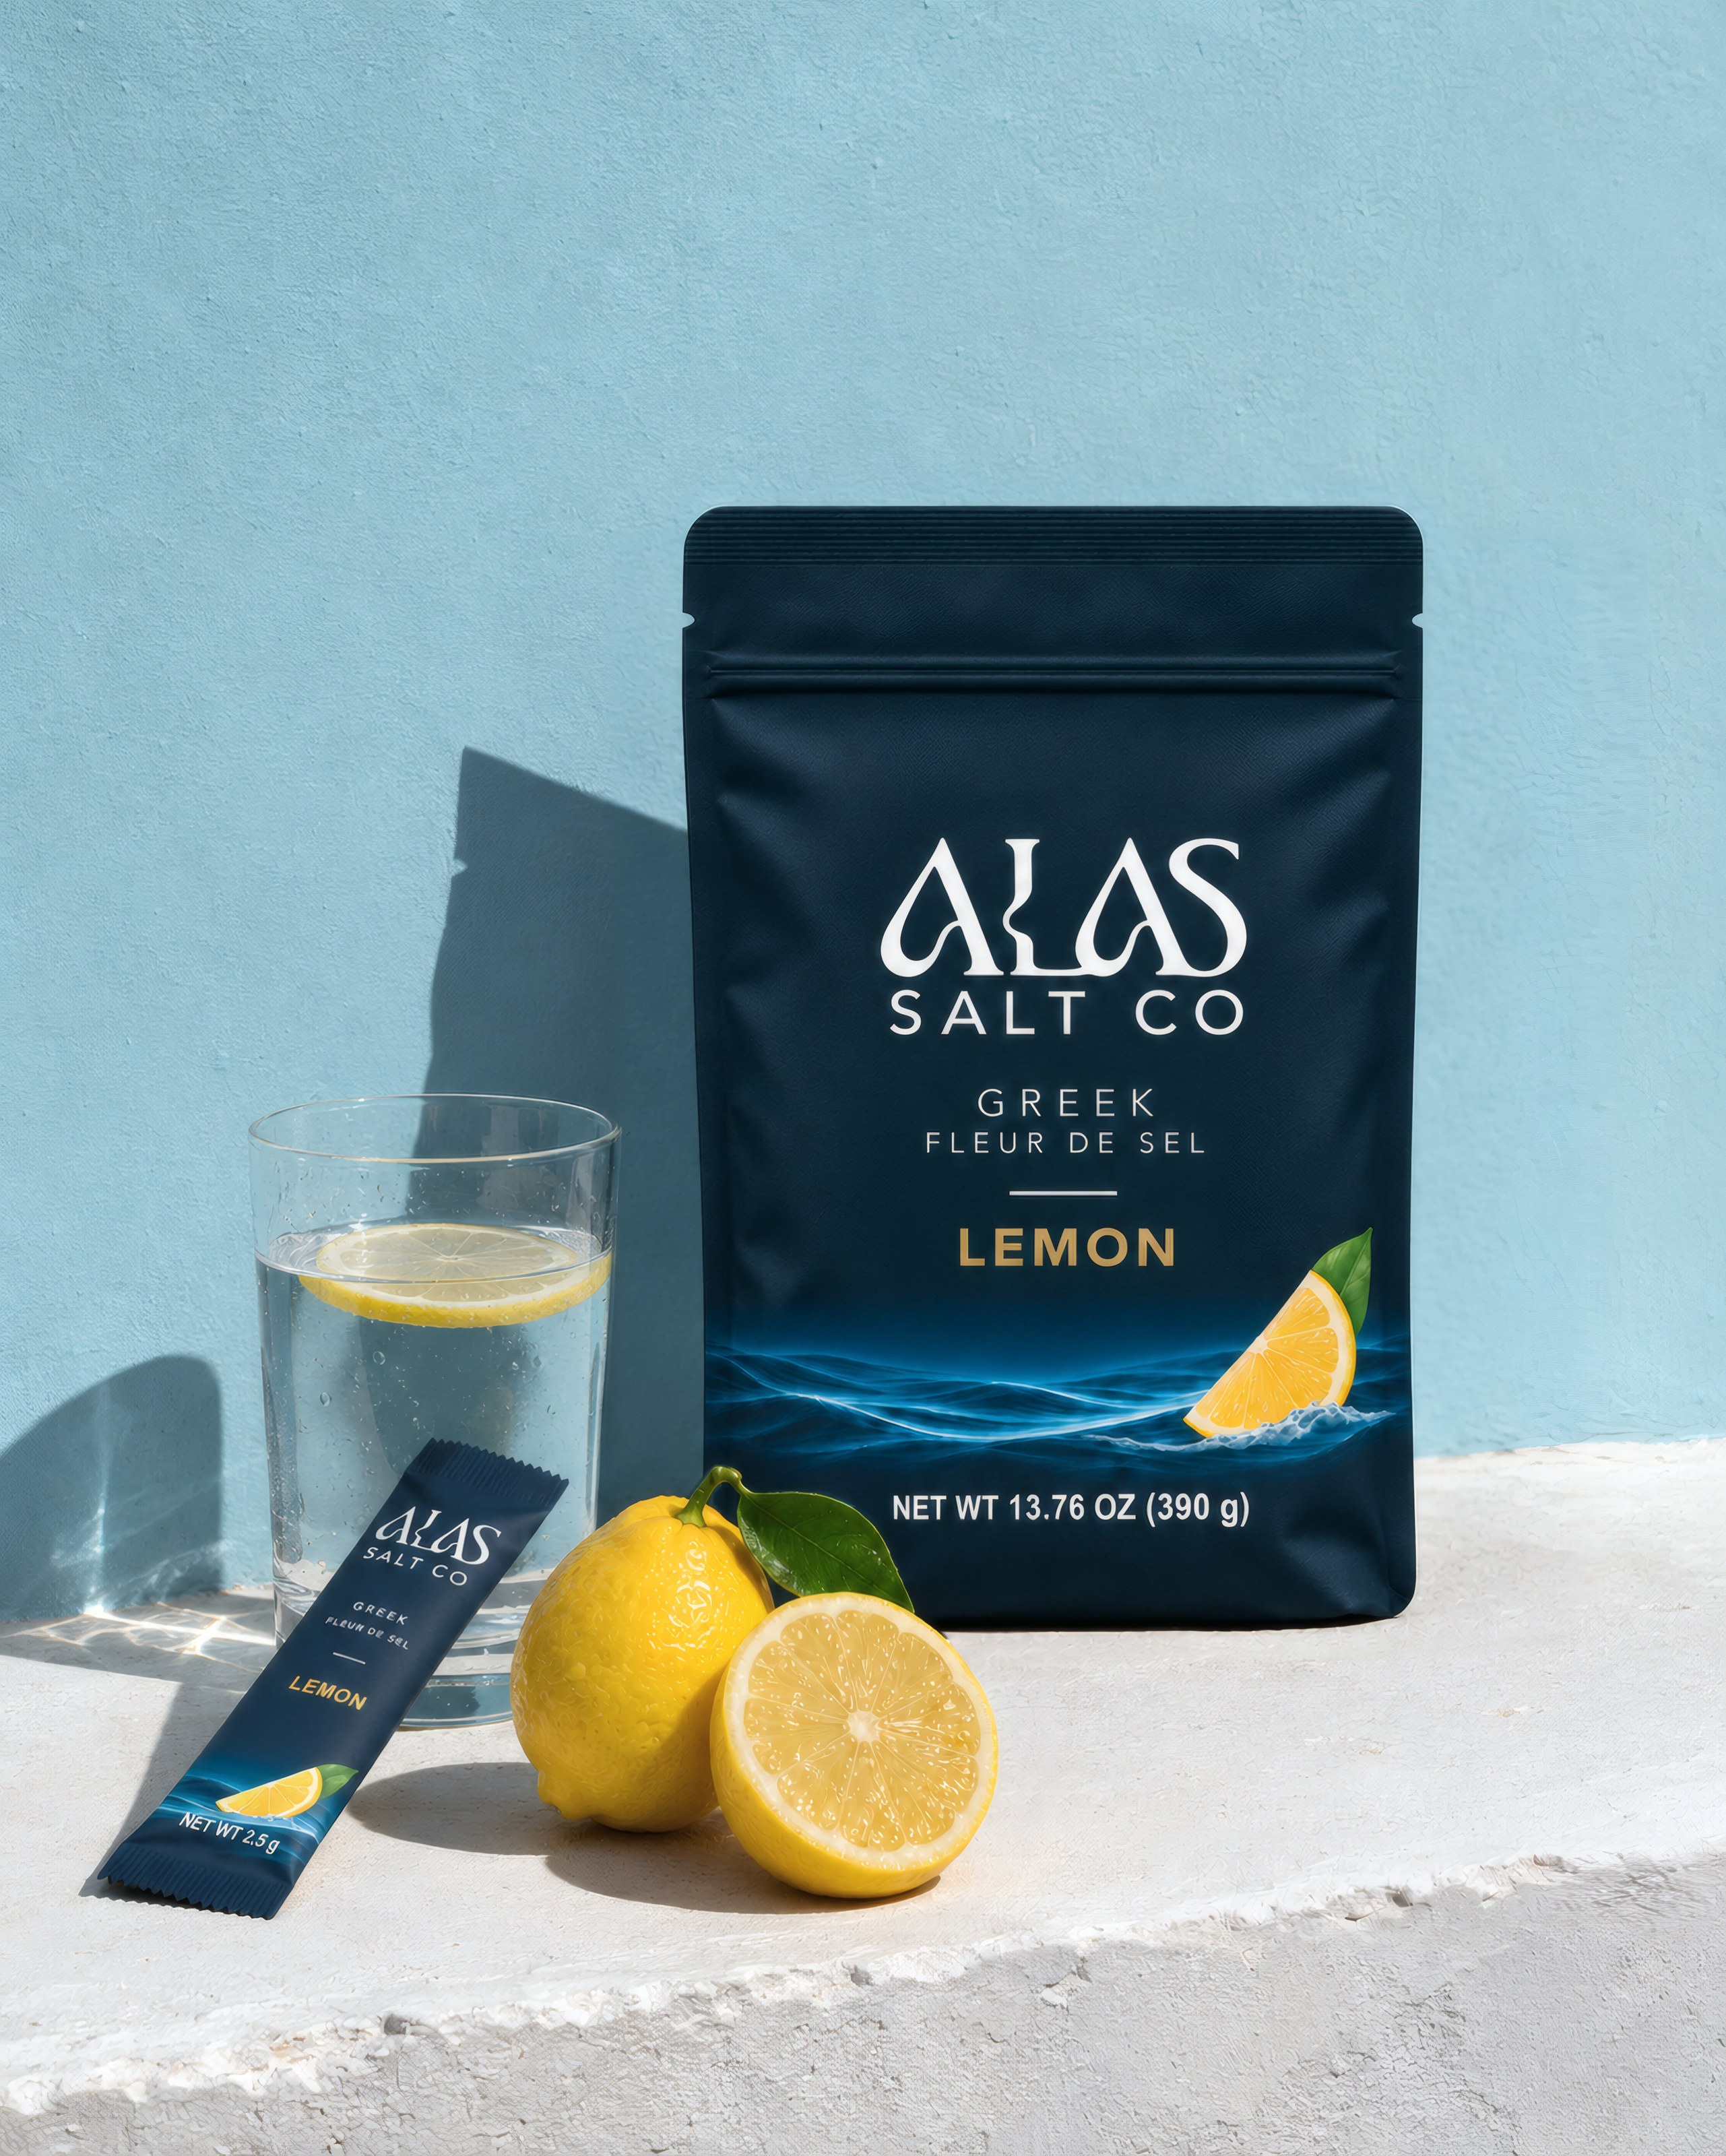 ALAS
SALT CO
GREEK
FLEUR DE SEL
LEMON
NET WT 13.76 OZ (390 g)
ALAS
SALT CO
GREEK
FLEUR DE SEL
LEMON
NET WT 2.5 g